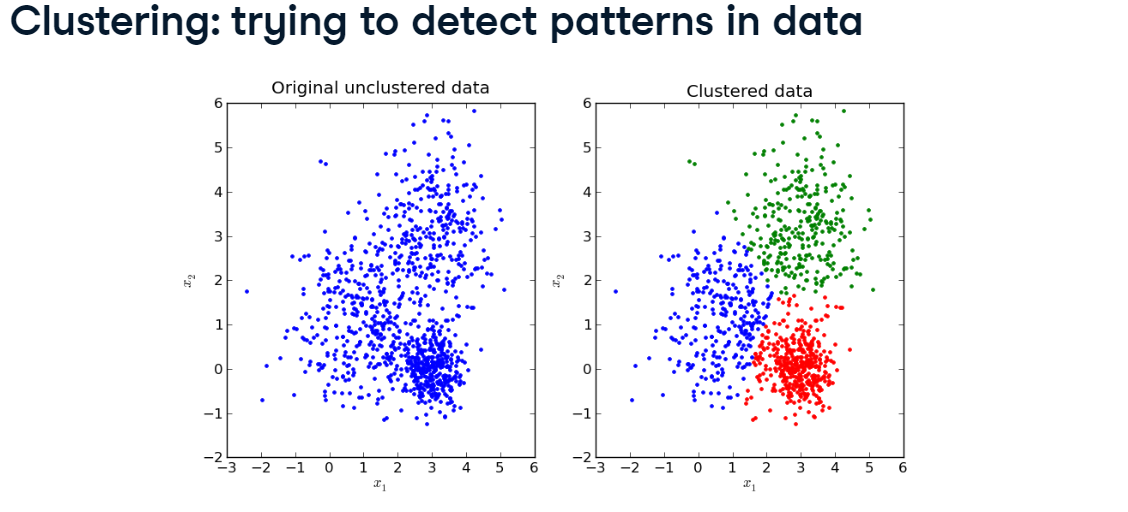 Clustering: trying to detect patterns in data
Original unclustered data
6
5
4
3
2
1
0
−1
−2
x₂
−3 −2 −1 0 1 2 3 4 5 6
x₁
Clustered data
6
5
4
3
2
1
0
−1
−2
x₂
−3 −2 −1 0 1 2 3 4 5 6
x₁